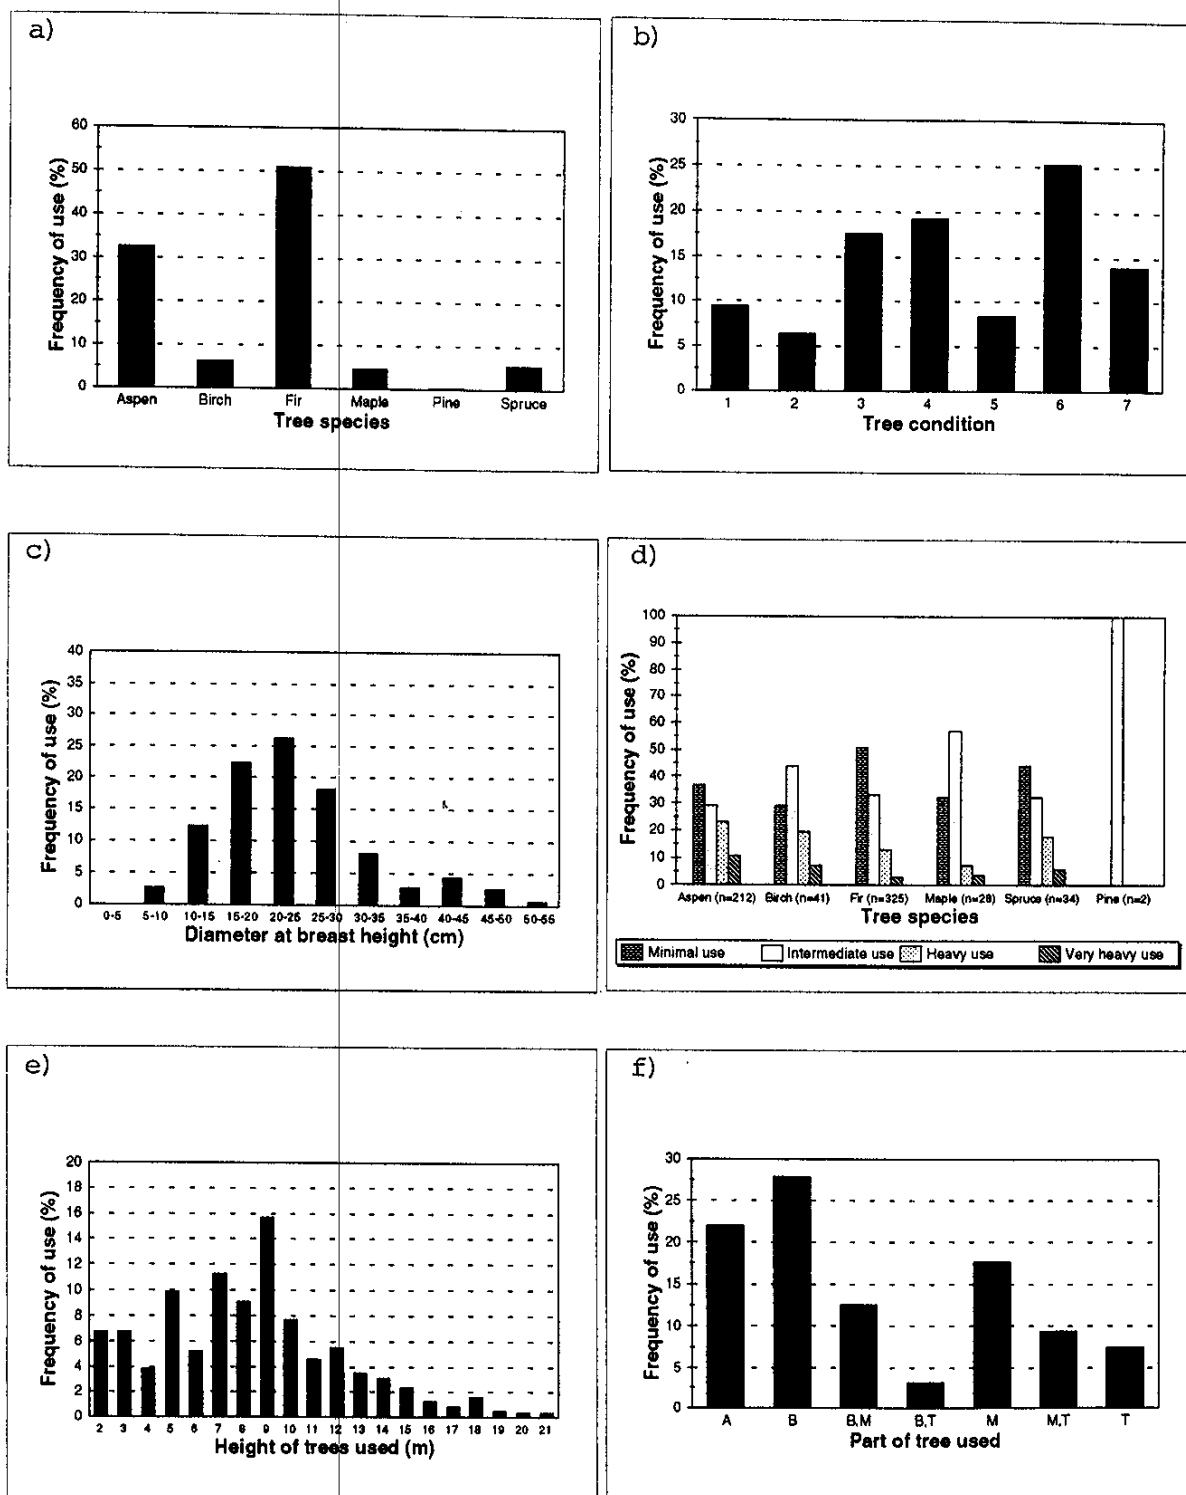 a)
60
50
40
30
20
10
0
Frequency of use (%)
Aspen Birch Fir Maple Pine Spruce
Tree species
b)
30
25
20
15
10
5
0
Frequency of use (%)
1 2 3 4 5 6 7
Tree condition
c)
40
35
30
25
20
15
10
5
0
Frequency of use (%)
0-5 5-10 10-15 15-20 20-25 25-30 30-35 35-40 40-45 45-50 50-55
Diameter at breast height (cm)
d)
100
90
80
70
60
50
40
30
20
10
0
Frequency of use (%)
Aspen (n=212) Birch (n=41) Fir (n=325) Maple (n=28) Spruce (n=34) Pine (n=2)
Tree species
Minimal use Intermediate use Heavy use Very heavy use
e)
20
18
16
14
12
10
8
6
4
2
0
Frequency of use (%)
2 3 4 5 6 7 8 9 10 11 12 13 14 15 16 17 18 19 20 21
Height of trees used (m)
f)
30
25
20
15
10
5
0
Frequency of use (%)
A B B,M B,T M M,T T
Part of tree used